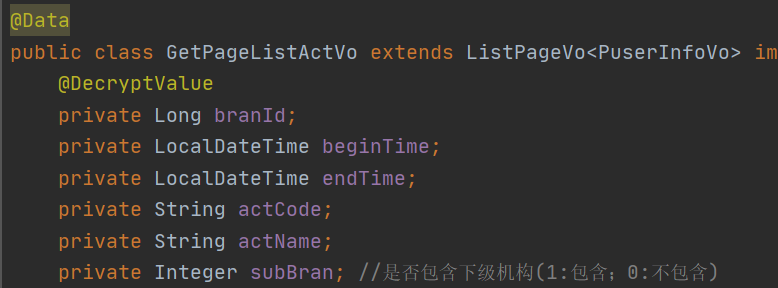 @Data
public class GetPageListActVo extends ListPageVo<PuserInfoVo> im
@DecryptValue
private Long branId;
private LocalDateTime beginTime;
private LocalDateTime endTime;
private String actCode;
private String actName;
private Integer subBran; //是否包含下级机构(1:包含; 0:不包含)